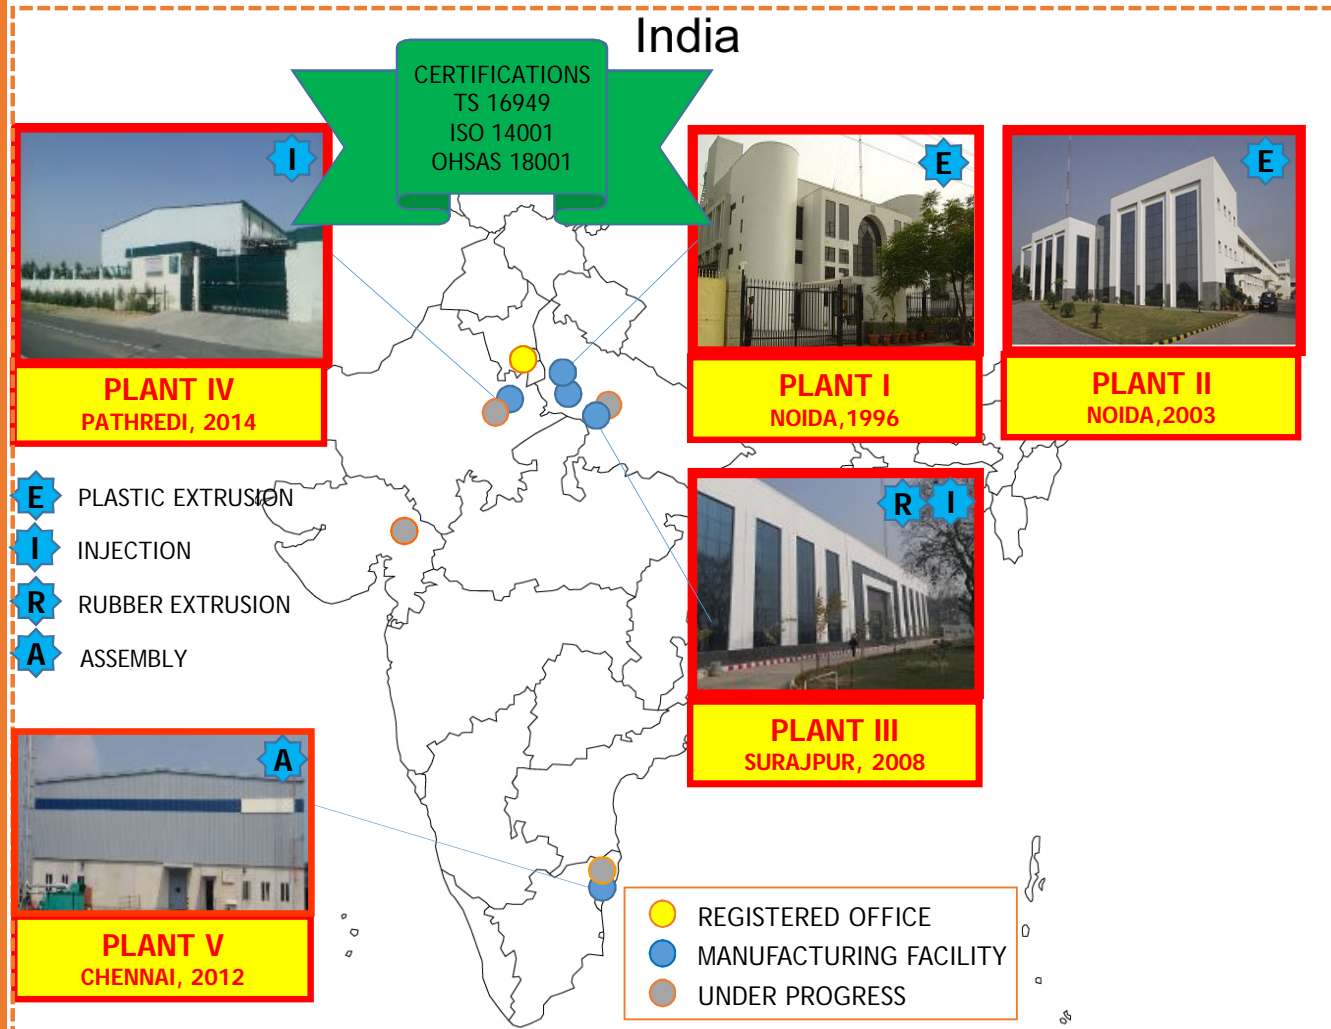 India
CERTIFICATIONS
TS 16949
ISO 14001
OHSAS 18001
I
PLANT IV
PATHREDI, 2014
E
PLANT I
NOIDA,1996
E
PLANT II
NOIDA,2003
E PLASTIC EXTRUSION
I INJECTION
R RUBBER EXTRUSION
A ASSEMBLY
R I
PLANT III
SURAJPUR, 2008
A
PLANT V
CHENNAI, 2012
REGISTERED OFFICE
MANUFACTURING FACILITY
UNDER PROGRESS